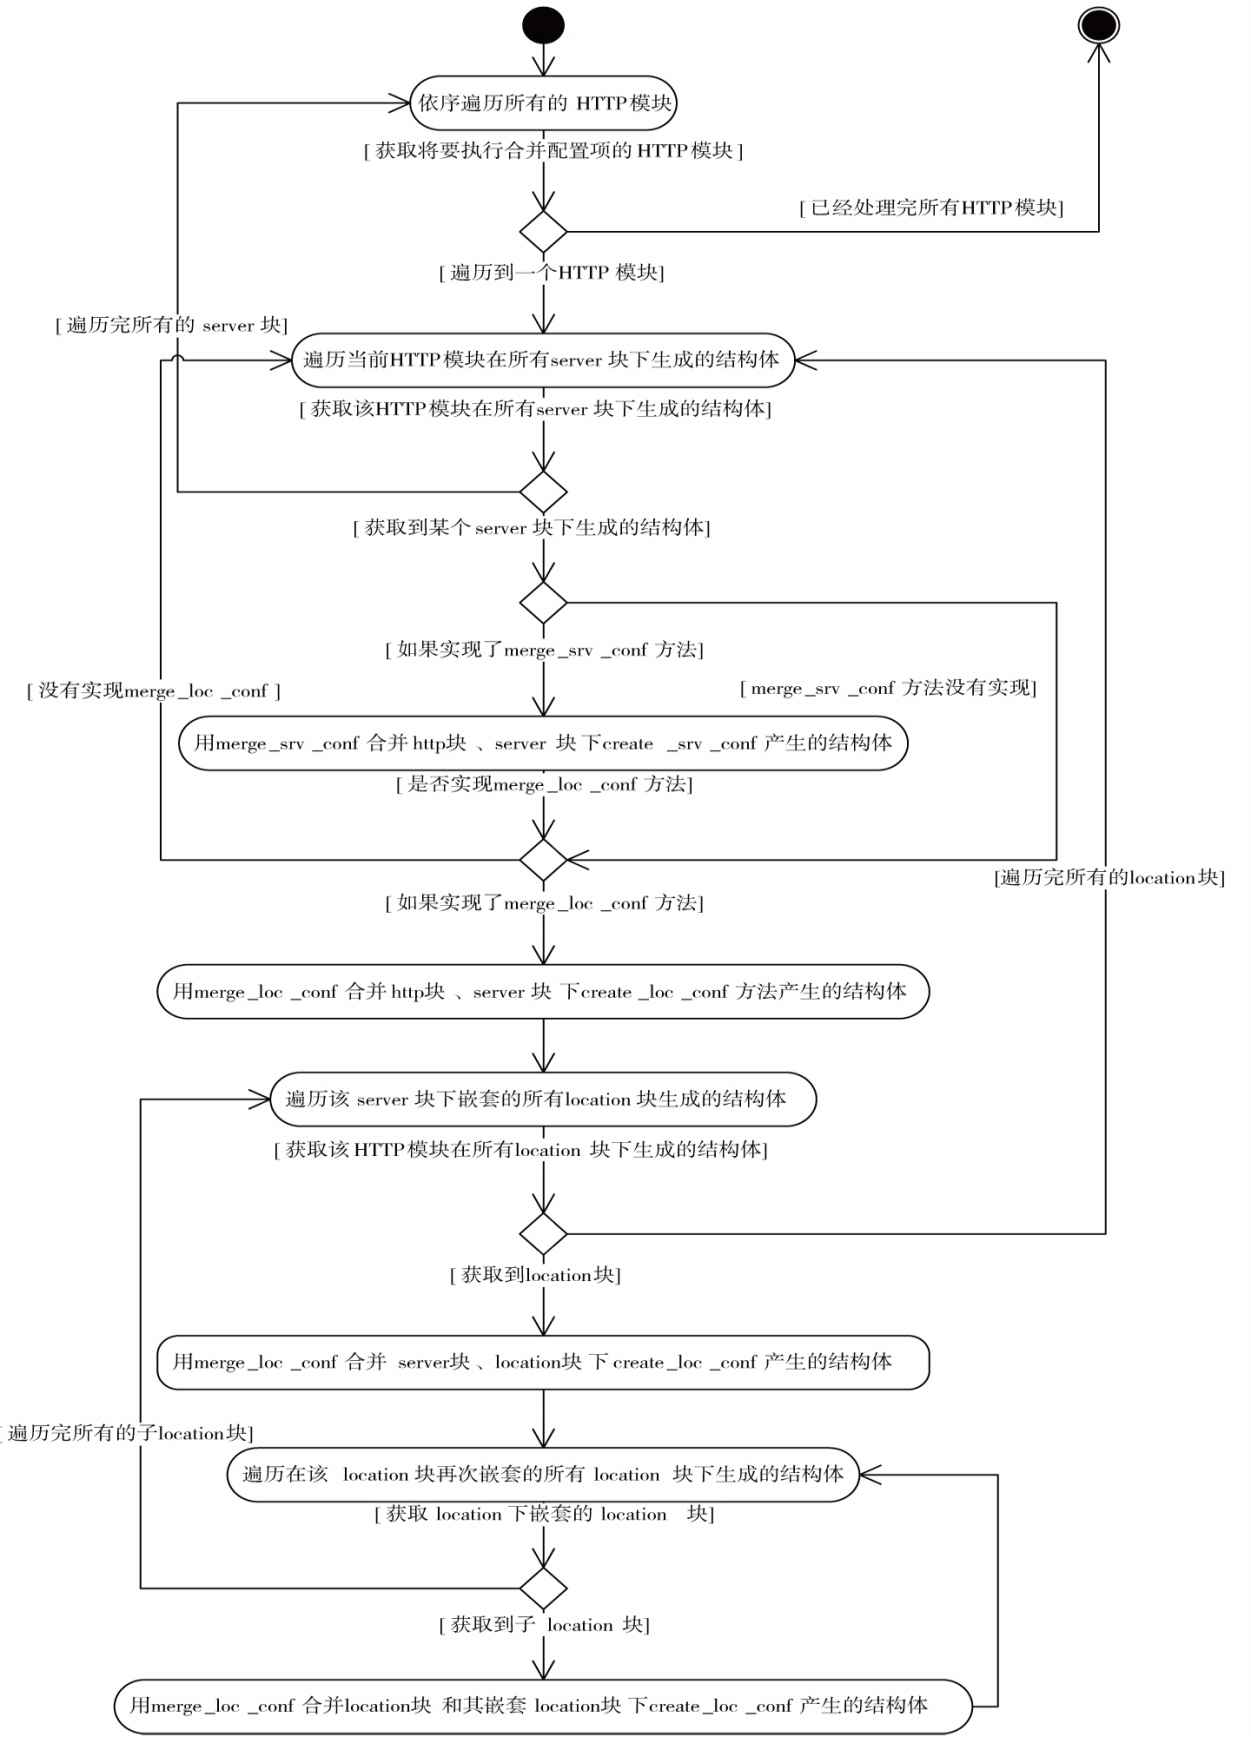 依序遍历所有的 HTTP模块
[ 获取将要执行合并配置项的 HTTP模块 ]
[ 已经处理完所有HTTP模块]
[ 遍历到一个HTTP 模块]
[ 遍历完所有的 server 块]
遍历当前HTTP模块在所有server 块下生成的结构体
[ 获取该HTTP模块在所有server 块下生成的结构体]
[ 获取到某个 server 块下生成的结构体]
[ 如果实现了merge_srv _conf 方法]
[ 没有实现merge_loc _conf ]
[ merge_srv _conf 方法没有实现]
用merge_srv _conf 合并 http块 、server 块 下create _srv _conf 产生的结构体
[ 是否实现merge_loc _conf 方法]
[遍历完所有的location块]
[ 如果实现了merge_loc _conf 方法]
用merge_loc _conf 合并 http块 、server 块 下create _loc _conf 方法产生的结构体
遍历该 server 块下嵌套的所有location 块生成的结构体
[ 获取该 HTTP模块在所有location 块下生成的结构体]
[ 获取到location块]
用merge_loc _conf 合并 server块 、location块 下 create_loc _conf 产生的结构体
[ 遍历完所有的子location块]
遍历在该 location 块再次嵌套的所有 location 块下生成的结构体
[ 获取 location 下嵌套的 location 块]
[ 获取到子 location 块]
用merge_loc _conf 合并location块 和其嵌套 location块 下create_loc _conf 产生的结构体